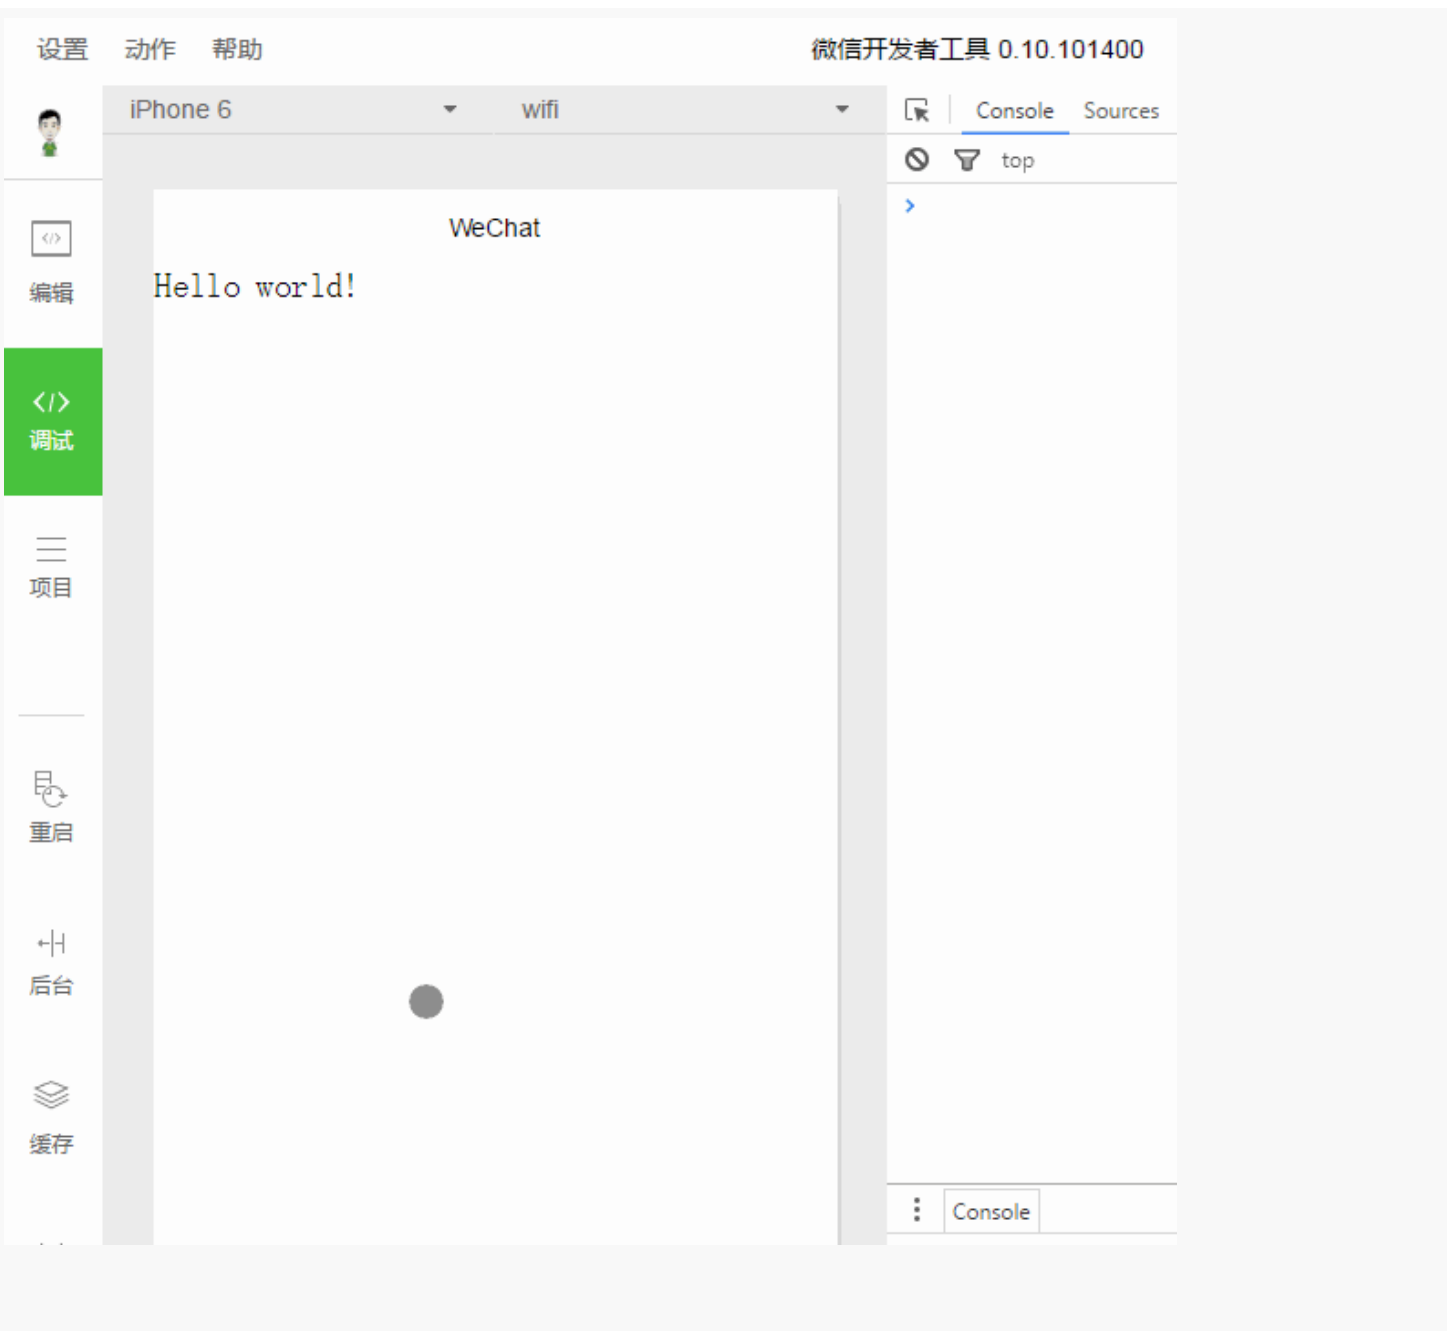 设置 动作 帮助 微信开发者工具 0.10.101400
iPhone 6 wifi Console Sources
top
WeChat
Hello world!
编辑
调试
项目
重启
后台
缓存
Console